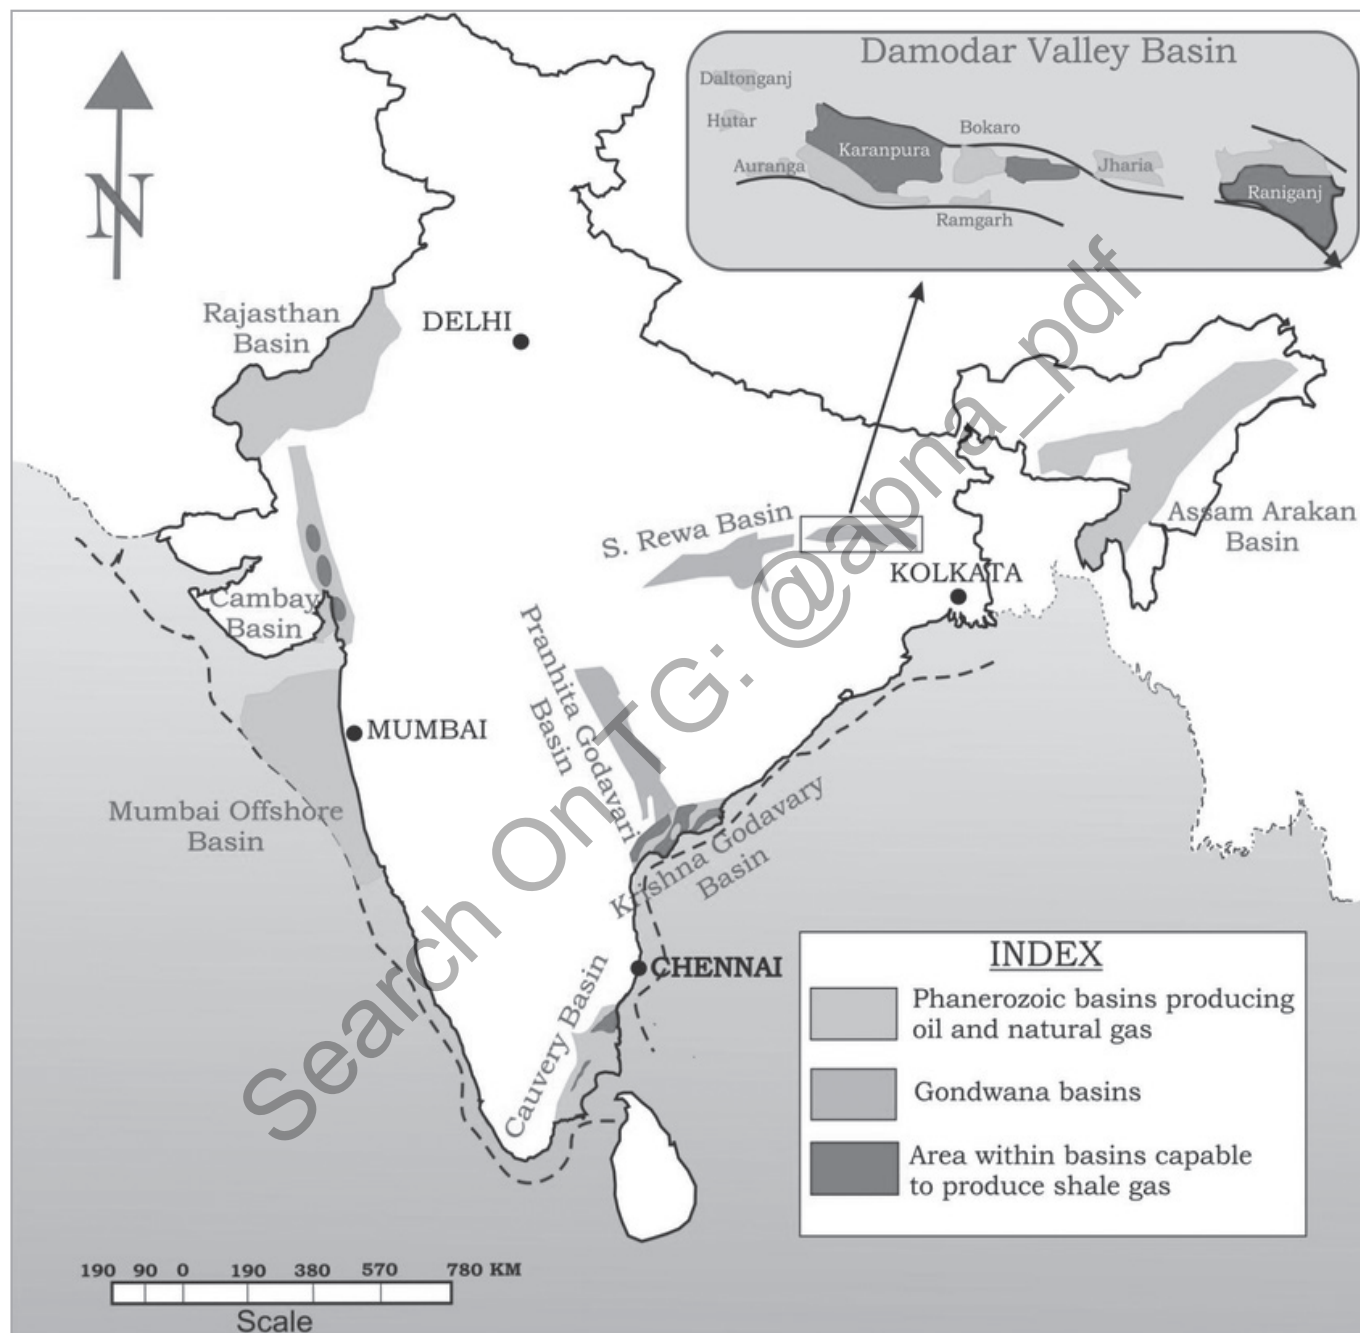 Damodar Valley Basin
Daltonganj
Hutar
Auranga
Karanpura
Bokaro
Ramgarh
Jharia
Raniganj
N
Rajasthan
Basin
DELHI
S. Rewa Basin
Assam Arakan
Basin
KOLKATA
Cambay
Basin
Pranhita Godavari
Basin
MUMBAI
Mumbai Offshore
Basin
Krishna Godavary
Basin
CHENNAI
Cauvery Basin
INDEX
Phanerozoic basins producing
oil and natural gas
Gondwana basins
Area within basins capable
to produce shale gas
190 90 0 190 380 570 780 KM
Scale
Search On TG: @apna_pdf